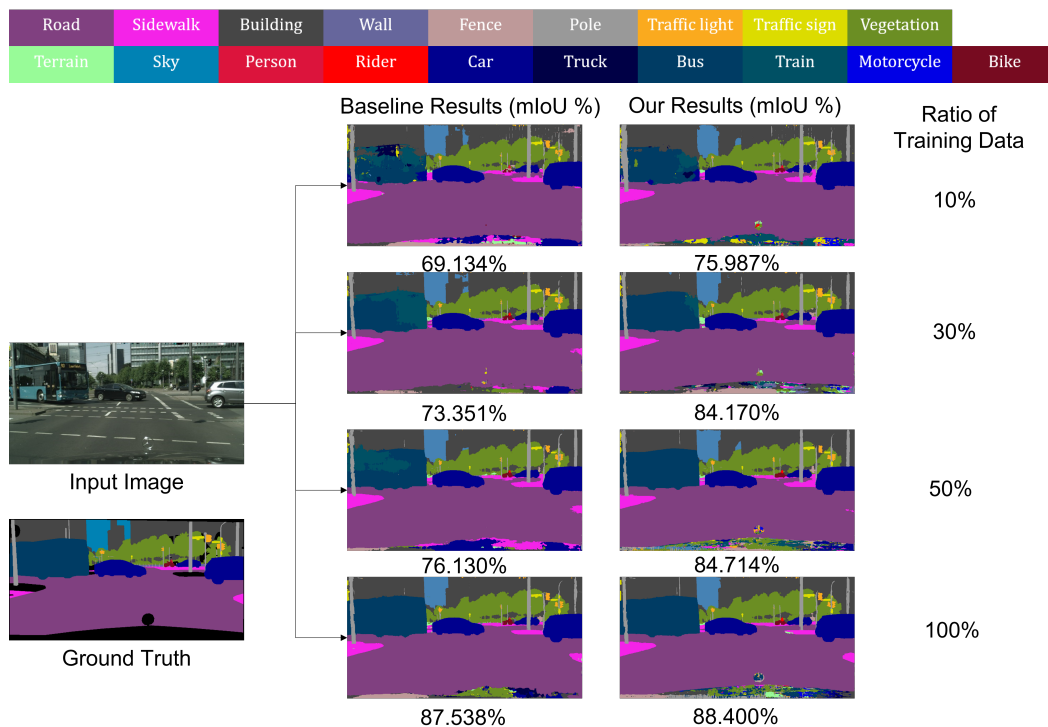 Road Sidewalk Building Wall Fence Pole Traffic light Traffic sign Vegetation
Terrain Sky Person Rider Car Truck Bus Train Motorcycle Bike
Baseline Results (mIoU %) Our Results (mIoU %) Ratio of
Training Data
10%
69.134% 75.987%
30%
73.351% 84.170%
Input Image
50%
76.130% 84.714%
Ground Truth
100%
87.538% 88.400%